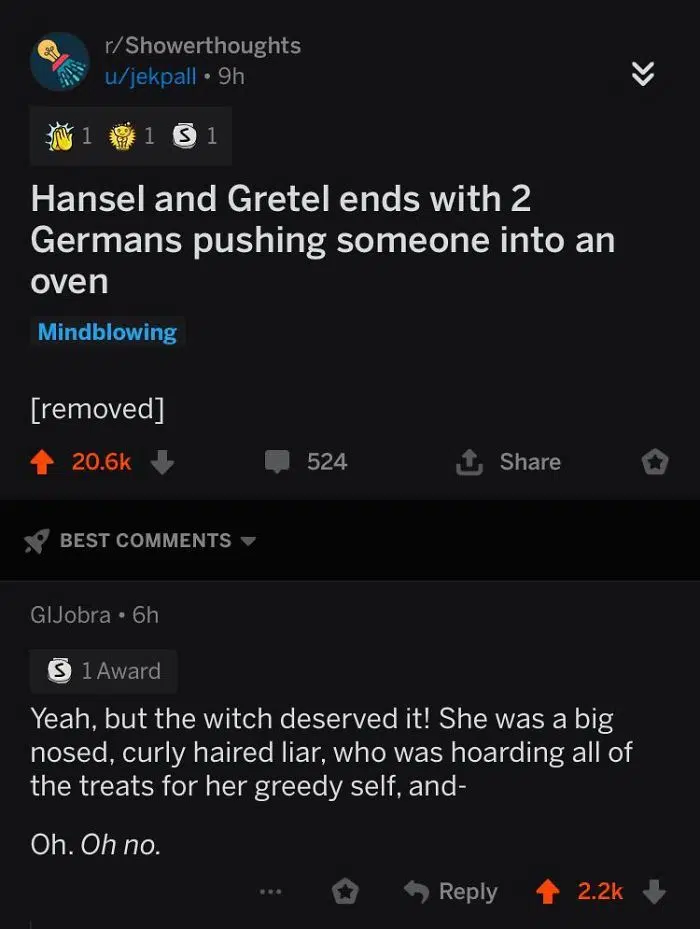 r/Showerthoughts
u/jekpall • 9h
1 1 S 1
Hansel and Gretel ends with 2
Germans pushing someone into an
oven
Mindblowing
[removed]
20.6k 524 Share
BEST COMMENTS
GIJobra • 6h
S 1 Award
Yeah, but the witch deserved it! She was a big
nosed, curly haired liar, who was hoarding all of
the treats for her greedy self, and-
Oh. Oh no.
... Reply 2.2k